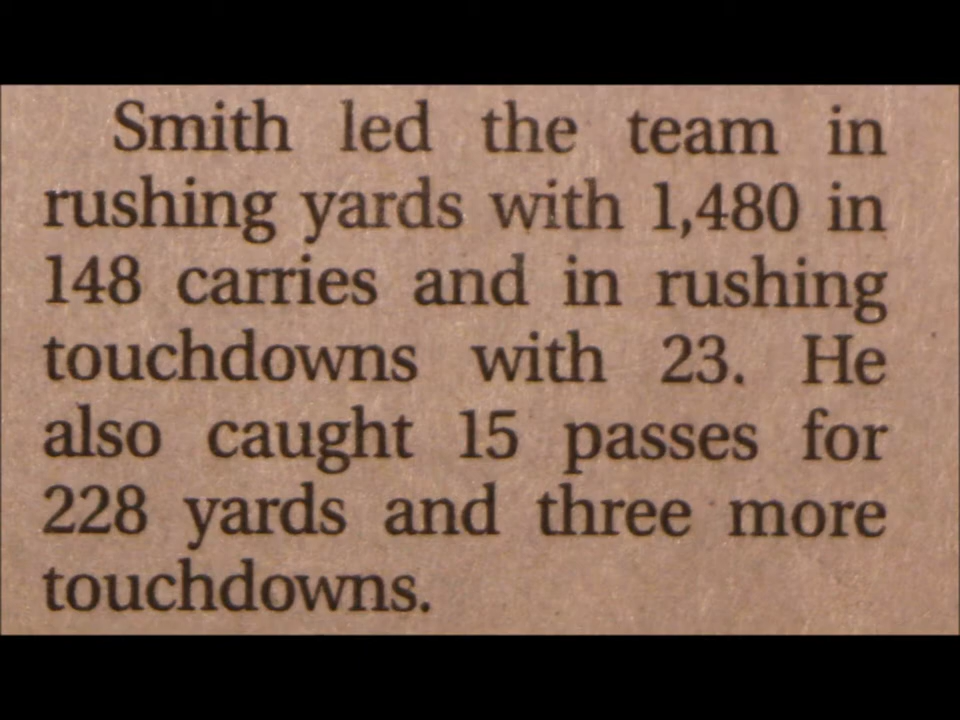 Smith led the team in
rushing yards with 1,480 in
148 carries and in rushing
touchdowns with 23. He
also caught 15 passes for
228 yards and three more
touchdowns.